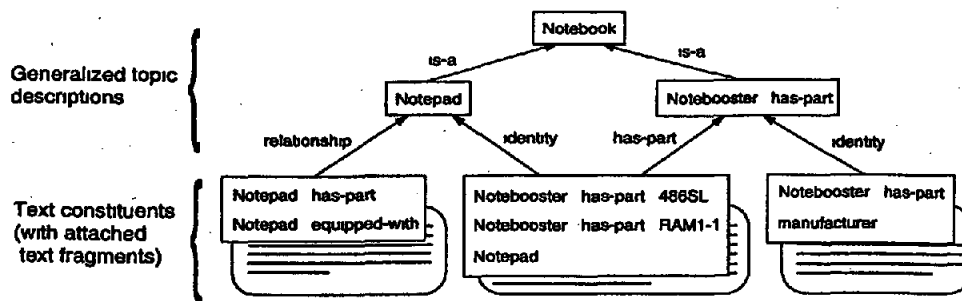 Notebook
is-a
is-a
Generalized topic
descriptions
Notepad
Notebooster has-part
relationship
identity
has-part
identity
Text constituents
(with attached
text fragments)
Notepad has-part
Notepad equipped-with
Notebooster has-part 486SL
Notebooster has-part RAM1-1
Notepad
Notebooster has-part
manufacturer